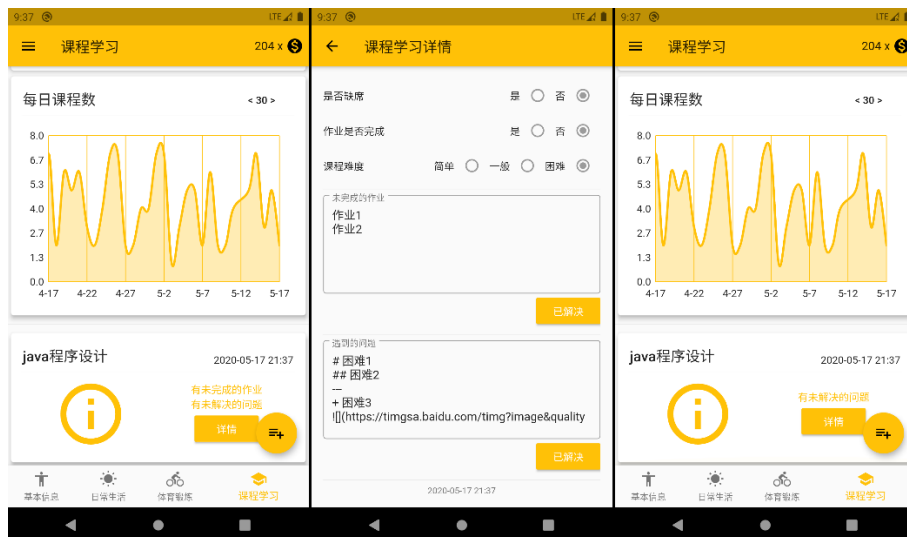 9:37
LTE
课程学习
204 x
每日课程数
< 30 >
8.0
6.7
5.3
4.0
2.7
1.3
0.0
4-17
4-22
4-27
5-2
5-7
5-12
5-17
java程序设计
2020-05-17 21:37
有未完成的作业
有未解决的问题
详情
基本信息
日常生活
体育锻炼
课程学习
9:37
LTE
课程学习详情
是否缺席
是
否
作业是否完成
是
否
课程难度
简单
一般
困难
未完成的作业
作业1
作业2
已解决
遇到的问题
# 困难1
## 困难2
---
+ 困难3
![](https://timgsa.baidu.com/timg?image&quality
已解决
2020-05-17 21:37
9:37
LTE
课程学习
204 x
每日课程数
< 30 >
8.0
6.7
5.3
4.0
2.7
1.3
0.0
4-17
4-22
4-27
5-2
5-7
5-12
5-17
java程序设计
2020-05-17 21:37
有未解决的问题
详情
基本信息
日常生活
体育锻炼
课程学习